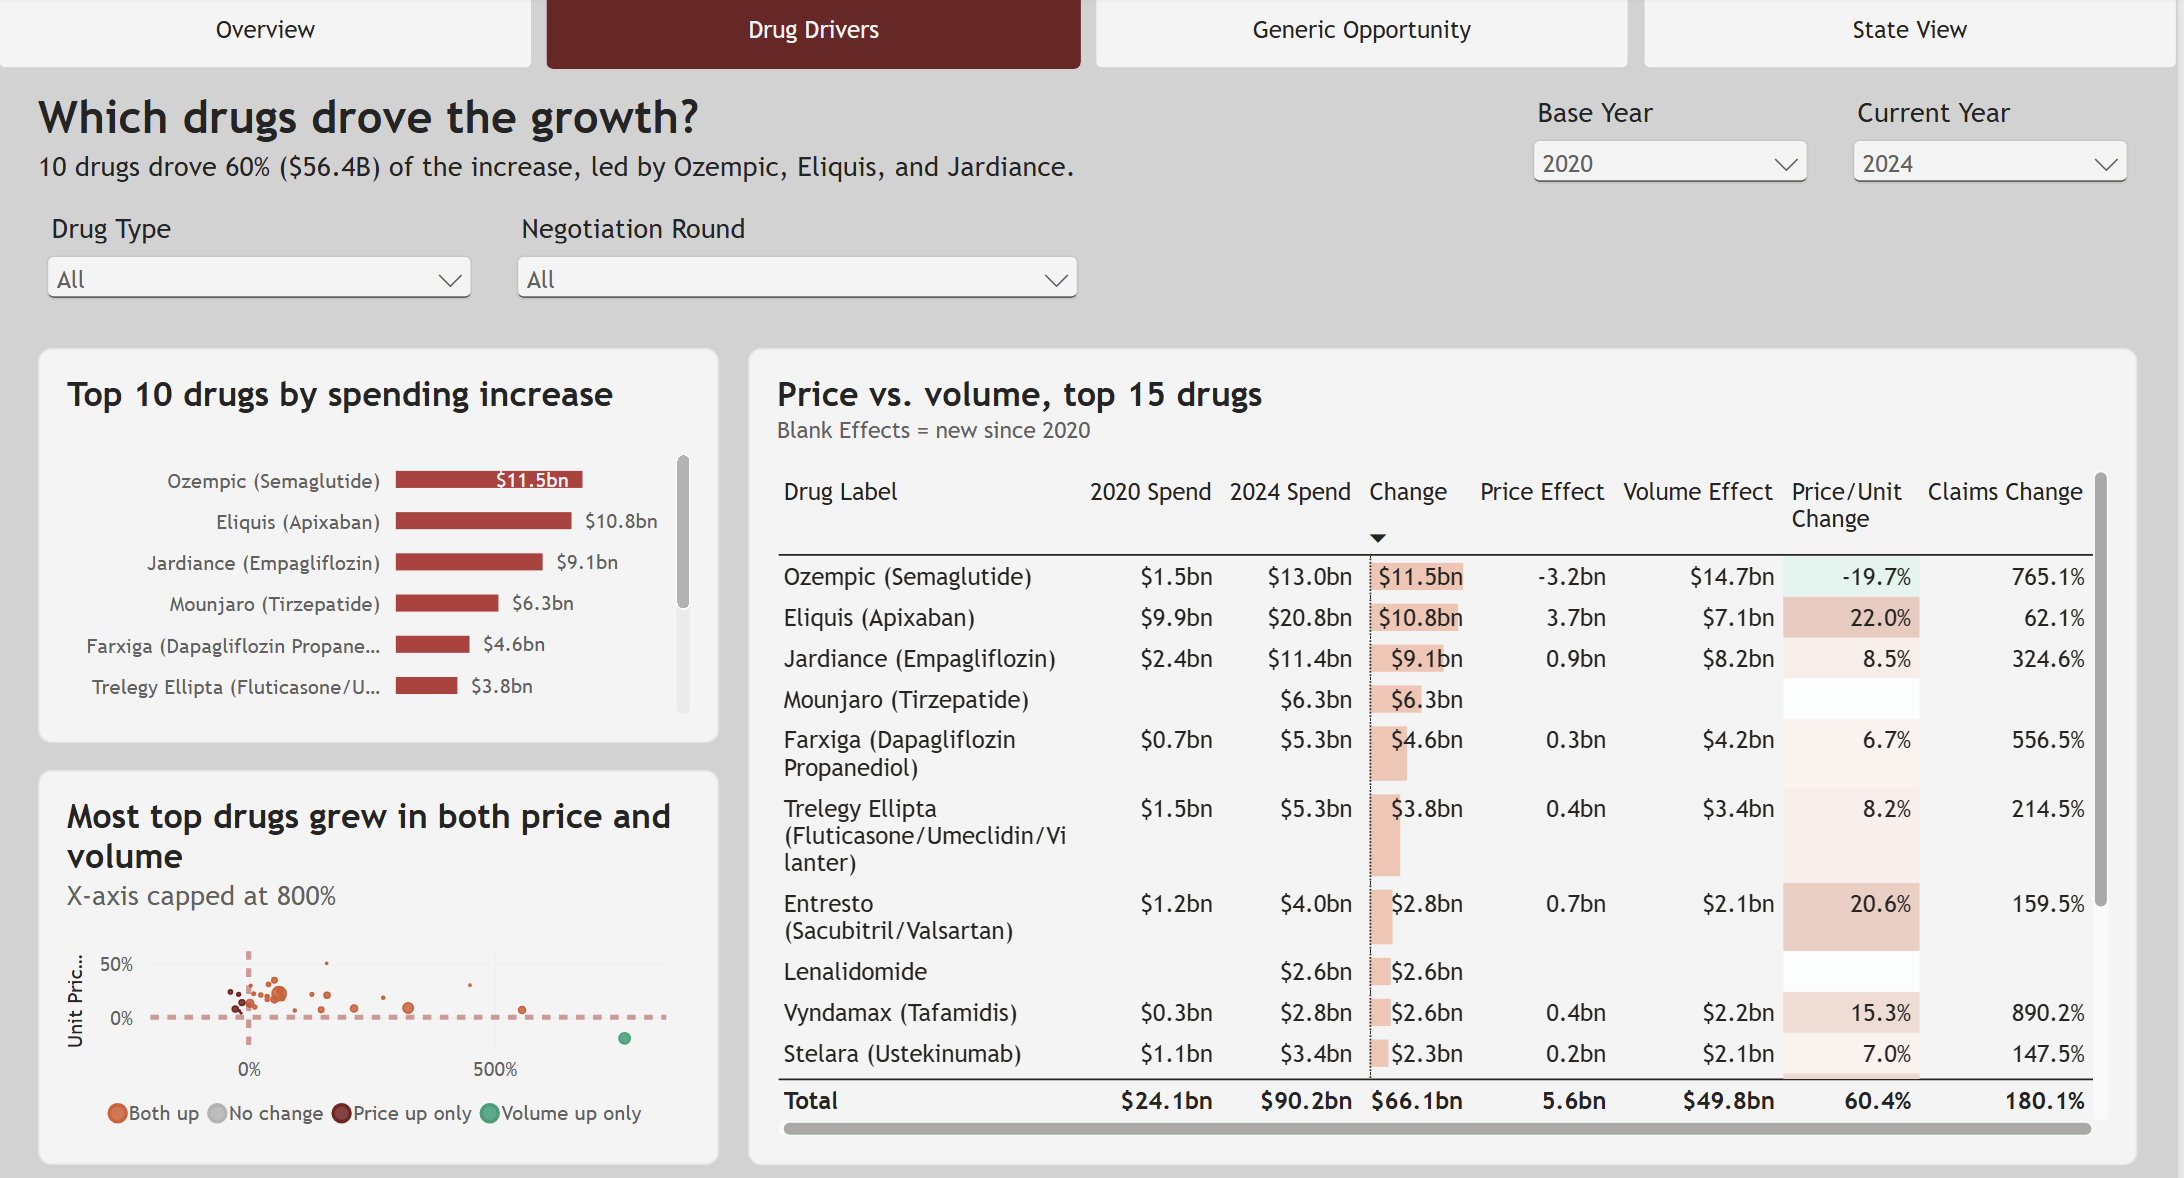 Overview
Drug Drivers
Generic Opportunity
State View
Which drugs drove the growth?
10 drugs drove 60% ($56.4B) of the increase, led by Ozempic, Eliquis, and Jardiance.
Base Year
2020
Current Year
2024
Drug Type
All
Negotiation Round
All
Top 10 drugs by spending increase
Ozempic (Semaglutide) $11.5bn
Eliquis (Apixaban) $10.8bn
Jardiance (Empagliflozin) $9.1bn
Mounjaro (Tirzepatide) $6.3bn
Farxiga (Dapagliflozin Propane... $4.6bn
Trelegy Ellipta (Fluticasone/U... $3.8bn
Most top drugs grew in both price and
volume
X-axis capped at 800%
Unit Pric...
50%
0%
0% 500%
Both up No change Price up only Volume up only
Price vs. volume, top 15 drugs
Blank Effects = new since 2020
Drug Label 2020 Spend 2024 Spend Change Price Effect Volume Effect Price/Unit Claims Change
Change
Ozempic (Semaglutide) $1.5bn $13.0bn $11.5bn -3.2bn $14.7bn -19.7% 765.1%
Eliquis (Apixaban) $9.9bn $20.8bn $10.8bn 3.7bn $7.1bn 22.0% 62.1%
Jardiance (Empagliflozin) $2.4bn $11.4bn $9.1bn 0.9bn $8.2bn 8.5% 324.6%
Mounjaro (Tirzepatide) $6.3bn $6.3bn
Farxiga (Dapagliflozin $0.7bn $5.3bn $4.6bn 0.3bn $4.2bn 6.7% 556.5%
Propanediol)
Trelegy Ellipta $1.5bn $5.3bn $3.8bn 0.4bn $3.4bn 8.2% 214.5%
(Fluticasone/Umeclidin/Vi
lanter)
Entresto $1.2bn $4.0bn $2.8bn 0.7bn $2.1bn 20.6% 159.5%
(Sacubitril/Valsartan)
Lenalidomide $2.6bn $2.6bn
Vyndamax (Tafamidis) $0.3bn $2.8bn $2.6bn 0.4bn $2.2bn 15.3% 890.2%
Stelara (Ustekinumab) $1.1bn $3.4bn $2.3bn 0.2bn $2.1bn 7.0% 147.5%
Total $24.1bn $90.2bn $66.1bn 5.6bn $49.8bn 60.4% 180.1%